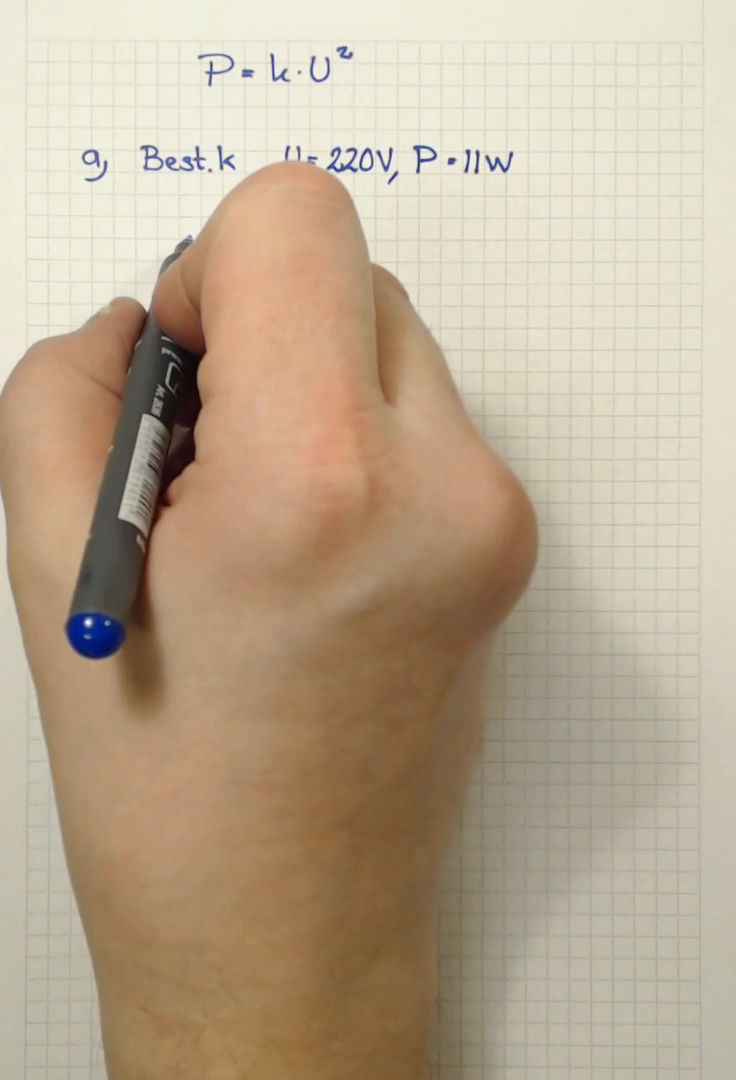 P = k · U²
a, Best. k U = 220V, P = 11W